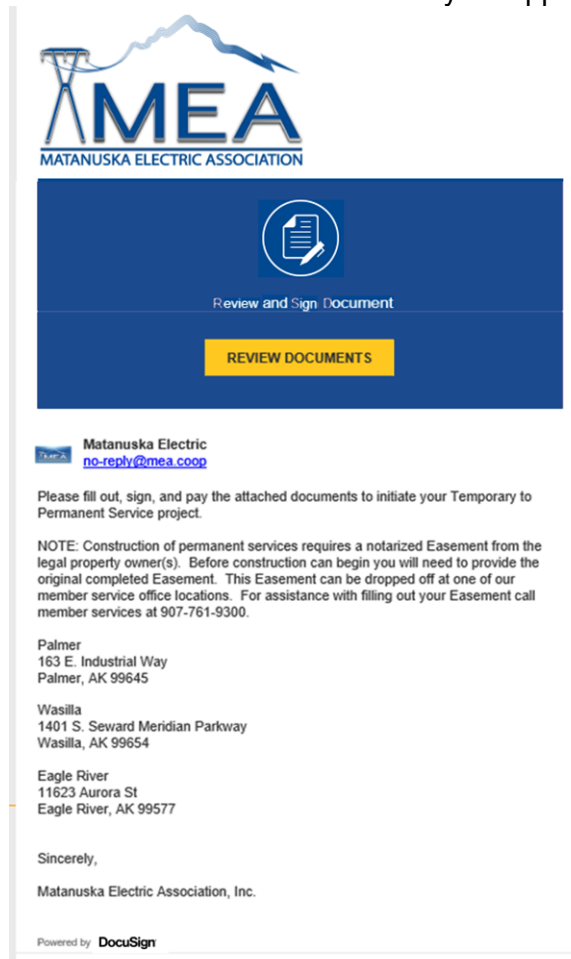 MEA
MATANUSKA ELECTRIC ASSOCIATION
Review and Sign Document
REVIEW DOCUMENTS
Matanuska Electric
no-reply@mea.coop
Please fill out, sign, and pay the attached documents to initiate your Temporary to
Permanent Service project.
NOTE: Construction of permanent services requires a notarized Easement from the
legal property owner(s).  Before construction can begin you will need to provide the
original completed Easement.  This Easement can be dropped off at one of our
member service office locations.  For assistance with filling out your Easement call
member services at 907-761-9300.
Palmer
163 E. Industrial Way
Palmer, AK 99645
Wasilla
1401 S. Seward Meridian Parkway
Wasilla, AK 99654
Eagle River
11623 Aurora St
Eagle River, AK 99577
Sincerely,
Matanuska Electric Association, Inc.
Powered by DocuSign